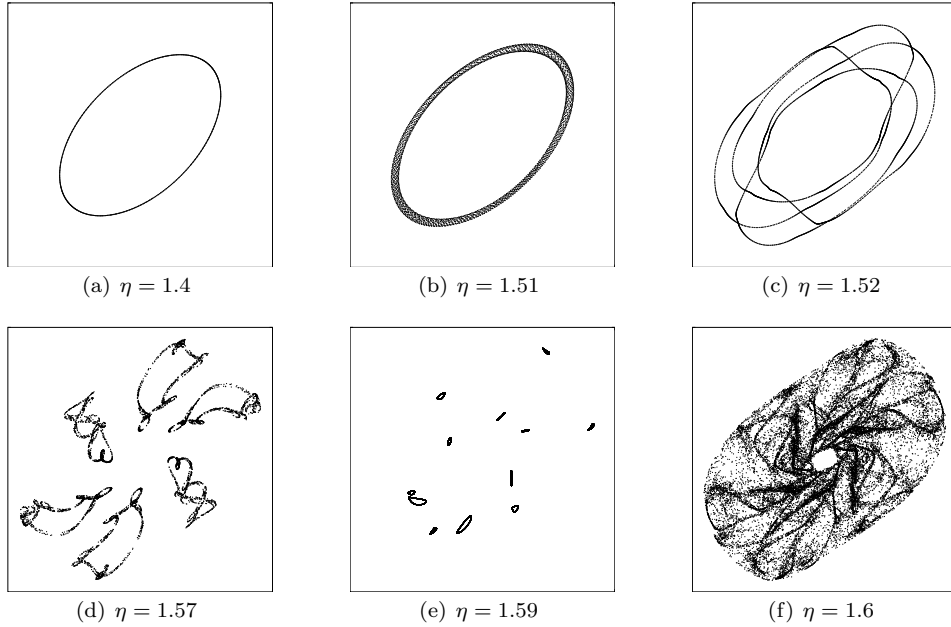 (a) η = 1.4
(b) η = 1.51
(c) η = 1.52
(d) η = 1.57
(e) η = 1.59
(f) η = 1.6